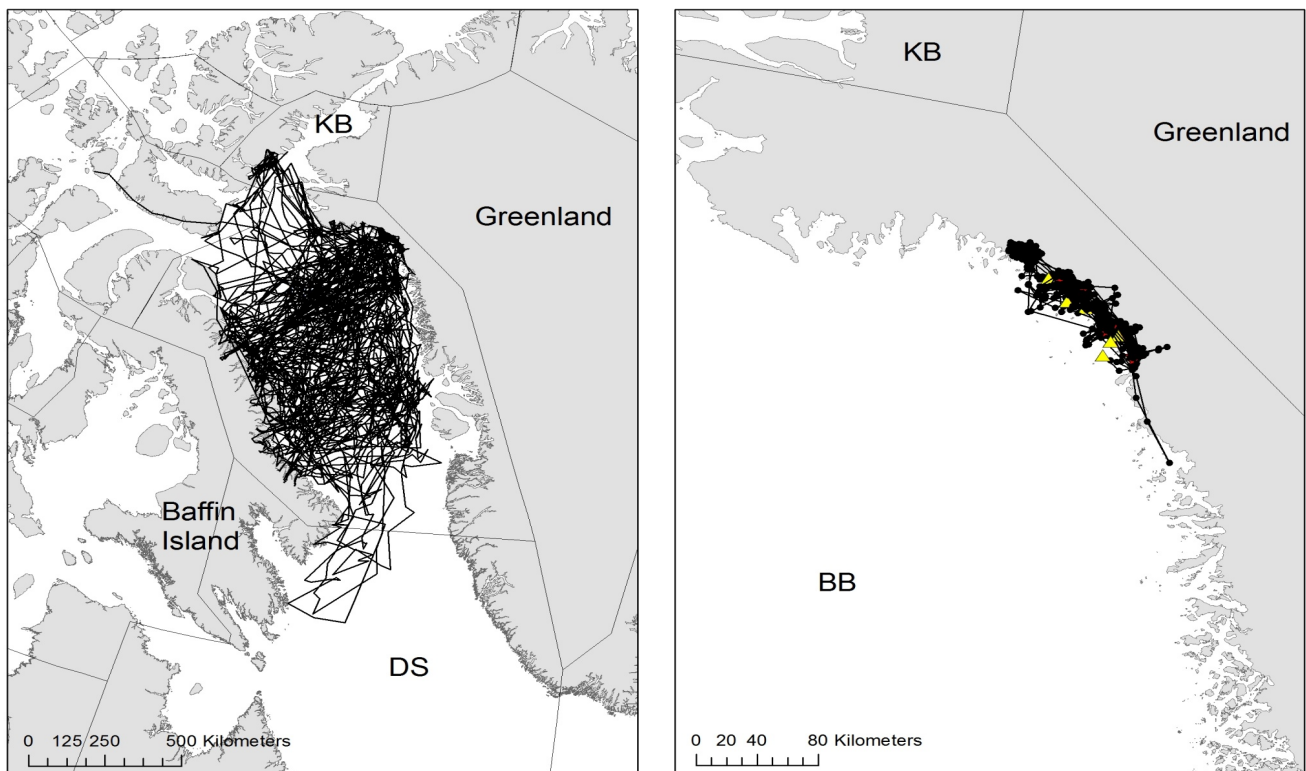 KB
Greenland
Baffin
Island
DS
0 125 250 500 Kilometers
KB
Greenland
BB
0 20 40 80 Kilometers